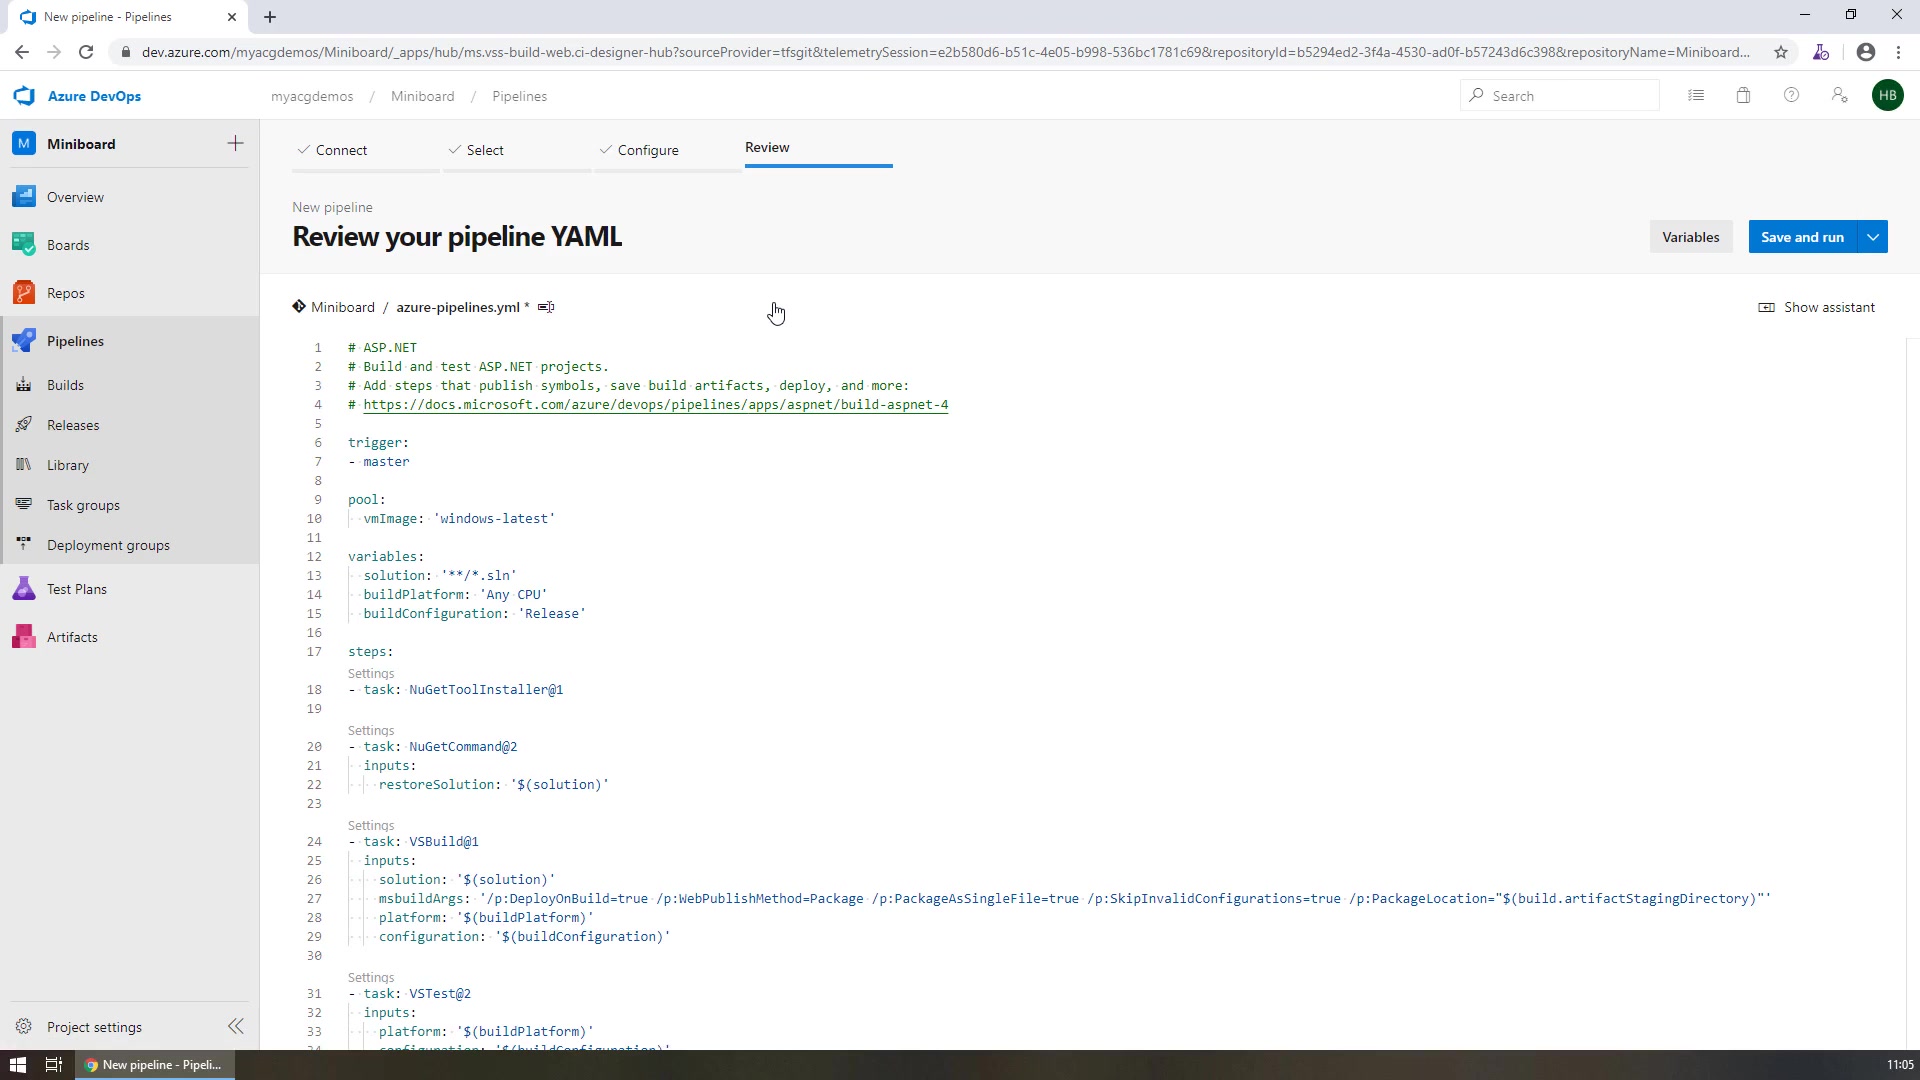 New pipeline - Pipelines
dev.azure.com/myacgdemos/Miniboard/_apps/hub/ms.vss-build-web.ci-designer-hub?sourceProvider=tfsgit&telemetrySession=e2b580d6-b51c-4e05-b998-536bc1781c69&repositoryId=b5294ed2-3f4a-4530-ad0f-b57243d6c398&repositoryName=Miniboard...
Azure DevOps
myacgdemos / Miniboard / Pipelines
Search
HB
M Miniboard
Overview
Boards
Repos
Pipelines
Builds
Releases
Library
Task groups
Deployment groups
Test Plans
Artifacts
Project settings
Connect
Select
Configure
Review
New pipeline
Review your pipeline YAML
Variables
Save and run
Miniboard / azure-pipelines.yml *
Show assistant
1 # ASP.NET
2 # Build and test ASP.NET projects.
3 # Add steps that publish symbols, save build artifacts, deploy, and more:
4 # https://docs.microsoft.com/azure/devops/pipelines/apps/aspnet/build-aspnet-4
5
6 trigger:
7 - master
8
9 pool:
10 vmImage: 'windows-latest'
11
12 variables:
13 solution: '**/*.sln'
14 buildPlatform: 'Any CPU'
15 buildConfiguration: 'Release'
16
17 steps:
Settings
18 - task: NuGetToolInstaller@1
19
Settings
20 - task: NuGetCommand@2
21 inputs:
22 restoreSolution: '$(solution)'
23
Settings
24 - task: VSBuild@1
25 inputs:
26 solution: '$(solution)'
27 msbuildArgs: '/p:DeployOnBuild=true /p:WebPublishMethod=Package /p:PackageAsSingleFile=true /p:SkipInvalidConfigurations=true /p:PackageLocation="$(build.artifactStagingDirectory)"'
28 platform: '$(buildPlatform)'
29 configuration: '$(buildConfiguration)'
30
Settings
31 - task: VSTest@2
32 inputs:
33 platform: '$(buildPlatform)'
34 configuration: '$(buildConfiguration)'
New pipeline - Pipeli...
11:05